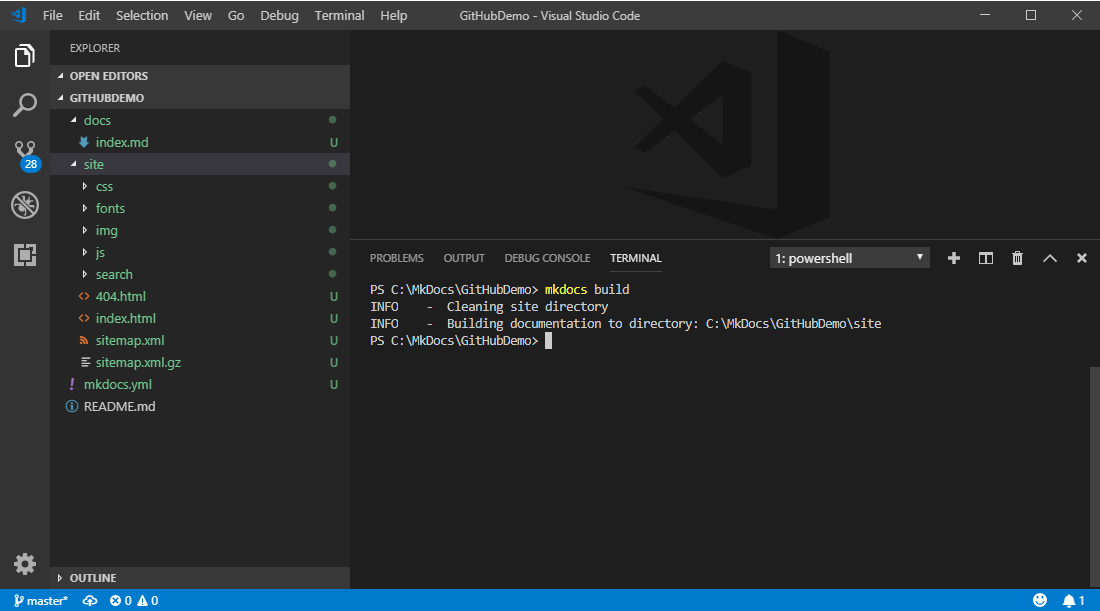 File Edit Selection View Go Debug Terminal Help GitHubDemo - Visual Studio Code
EXPLORER
OPEN EDITORS
GITHUBDEMO
docs
index.md U
site
css
fonts
img
js
search
404.html U
index.html U
sitemap.xml U
sitemap.xml.gz U
mkdocs.yml U
README.md
OUTLINE
28
PROBLEMS OUTPUT DEBUG CONSOLE TERMINAL 1: powershell
PS C:\MkDocs\GitHubDemo> mkdocs build
INFO    -  Cleaning site directory
INFO    -  Building documentation to directory: C:\MkDocs\GitHubDemo\site
PS C:\MkDocs\GitHubDemo>
master* 0 0 1